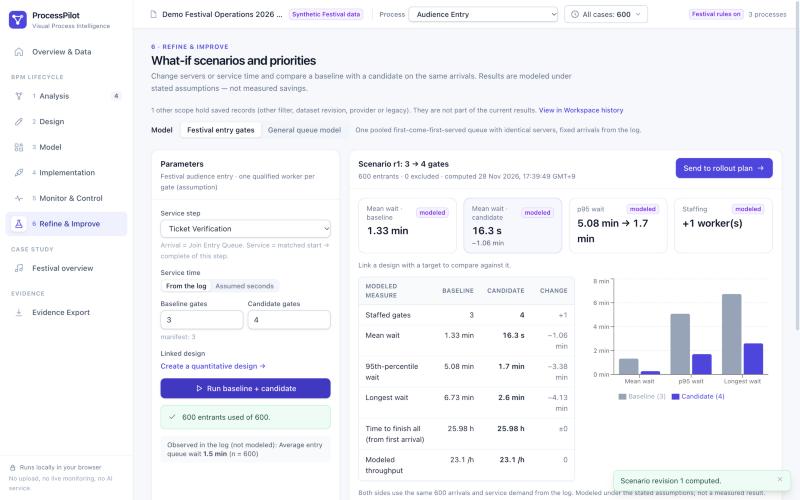 ProcessPilot
Visual Process Intelligence
Overview & Data
BPM LIFECYCLE
1 Analysis 4
2 Design
3 Model
4 Implementation
5 Monitor & Control
6 Refine & Improve
CASE STUDY
Festival overview
EVIDENCE
Evidence Export
Runs locally in your browser
No upload, no live monitoring, no AI
service.
Demo Festival Operations 2026 ... Synthetic Festival data Process Audience Entry All cases: 600 Festival rules on 3 processes
6 · REFINE & IMPROVE
What-if scenarios and priorities
Change servers or service time and compare a baseline with a candidate on the same arrivals. Results are modeled under
stated assumptions — not measured savings.
1 other scope hold saved records (other filter, dataset revision, provider or legacy). They are not part of the current results. View in Workspace history
Model Festival entry gates General queue model One pooled first-come-first-served queue with identical servers, fixed arrivals from the log.
Parameters
Festival audience entry · one qualified worker per
gate (assumption)
Service step
Ticket Verification
Arrival = Join Entry Queue. Service = matched start →
complete of this step.
Service time
From the log Assumed seconds
Baseline gates Candidate gates
3 4
manifest: 3
Linked design
Create a quantitative design →
Run baseline + candidate
600 entrants used of 600.
Observed in the log (not modeled): Average entry
queue wait 1.5 min (n = 600)
Scenario r1: 3 → 4 gates
600 entrants · 0 excluded · computed 28 Nov 2026, 17:39:49 GMT+9
Send to rollout plan →
Mean wait · baseline modeled
1.33 min
Mean wait · candidate modeled
16.3 s
−1.06 min
p95 wait modeled
5.08 min → 1.7
min
Staffing modeled
+1 worker(s)
Link a design with a target to compare against it.
MODELED MEASURE BASELINE CANDIDATE CHANGE
Staffed gates 3 4 +1
Mean wait 1.33 min 16.3 s −1.06 min
95th-percentile wait 5.08 min 1.7 min −3.38 min
Longest wait 6.73 min 2.6 min −4.13 min
Time to finish all (from first arrival) 25.98 h 25.98 h ±0
Modeled throughput 23.1 /h 23.1 /h 0
8 min
6 min
4 min
2 min
0 min
Mean wait p95 wait Longest wait
Baseline (3) Candidate (4)
Both sides use the same 600 arrivals and service demand from the log. Modeled under the stated assumptions, not a measured result.
Scenario revision 1 computed. ×